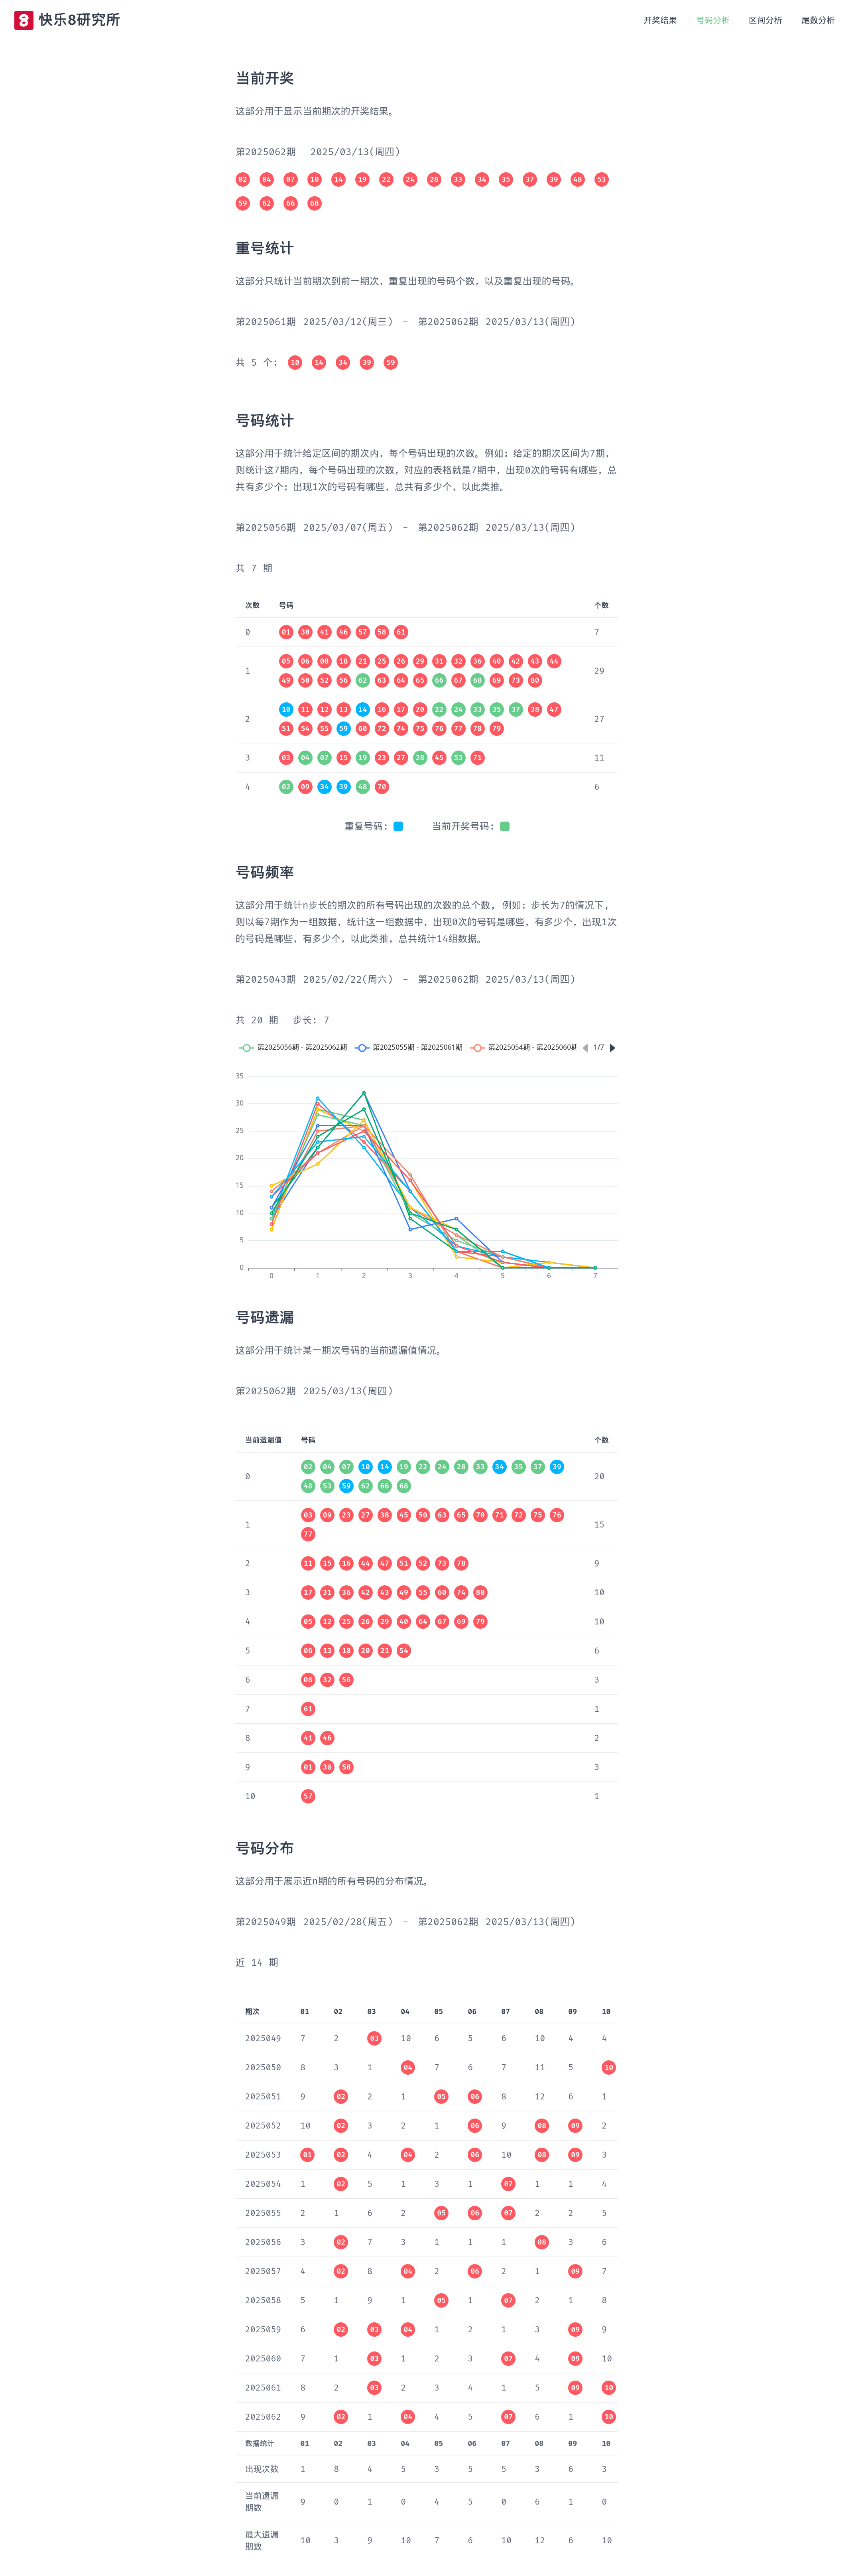 快乐8研究所
开奖结果 号码分析 区间分析 尾数分析
当前开奖
这部分用于显示当前期次的开奖结果。
第2025062期 2025/03/13(周四)
02 04 07 10 14 19 22 24 28 33 34 35 37 39 48 53
59 62 66 68
重号统计
这部分只统计当前期次到前一期次，重复出现的号码个数，以及重复出现的号码。
第2025061期 2025/03/12(周三) - 第2025062期 2025/03/13(周四)
共 5 个: 10 14 34 39 59
号码统计
这部分用于统计给定区间的期次内，每个号码出现的次数。例如: 给定的期次区间为7期，
则统计这7期内，每个号码出现的次数，对应的表格就是7期中，出现0次的号码有哪些，总
共有多少个; 出现1次的号码有哪些，总共有多少个，以此类推。
第2025056期 2025/03/07(周五) - 第2025062期 2025/03/13(周四)
共 7 期
次数 号码 个数
0 01 30 41 46 57 58 61 7
05 06 08 18 21 25 26 29 31 32 36 40 42 43 44
1 29
49 50 52 56 62 63 64 65 66 67 68 69 73 80
10 11 12 13 14 16 17 20 22 24 33 35 37 38 47
2 27
51 54 55 59 60 72 74 75 76 77 78 79
3 03 04 07 15 19 23 27 28 45 53 71 11
4 02 09 34 39 48 70 6
重复号码: 当前开奖号码:
号码频率
这部分用于统计n步长的期次的所有号码出现的次数的总个数, 例如: 步长为7的情况下,
则以每7期作为一组数据，统计这一组数据中，出现0次的号码是哪些，有多少个，出现1次
的号码是哪些，有多少个，以此类推，总共统计14组数据。
第2025043期 2025/02/22(周六) - 第2025062期 2025/03/13(周四)
共 20 期 步长: 7
第2025056期 - 第2025062期 第2025055期 - 第2025061期 第2025054期 - 第2025060期 1/7
35
30
25
20
15
10
5
0
0 1 2 3 4 5 6 7
号码遗漏
这部分用于统计某一期次号码的当前遗漏值情况。
第2025062期 2025/03/13(周四)
当前遗漏值 号码 个数
02 04 07 10 14 19 22 24 28 33 34 35 37 39
0 20
48 53 59 62 66 68
03 09 23 27 38 45 50 63 65 70 71 72 75 76
1 15
77
2 11 15 16 44 47 51 52 73 78 9
3 17 31 36 42 43 49 55 60 74 80 10
4 05 12 25 26 29 40 64 67 69 79 10
5 06 13 18 20 21 54 6
6 08 32 56 3
7 61 1
8 41 46 2
9 01 30 58 3
10 57 1
号码分布
这部分用于展示近n期的所有号码的分布情况。
第2025049期 2025/02/28(周五) - 第2025062期 2025/03/13(周四)
近 14 期
期次 01 02 03 04 05 06 07 08 09 10
2025049 7 2 03 10 6 5 6 10 4 4
2025050 8 3 1 04 7 6 7 11 5 10
2025051 9 02 2 1 05 06 8 12 6 1
2025052 10 02 3 2 1 06 9 08 09 2
2025053 01 02 4 04 2 06 10 08 09 3
2025054 1 02 5 1 3 1 07 1 1 4
2025055 2 1 6 2 05 06 07 2 2 5
2025056 3 02 7 3 1 1 1 08 3 6
2025057 4 02 8 04 2 06 2 1 09 7
2025058 5 1 9 1 05 1 07 2 1 8
2025059 6 02 03 04 1 2 1 3 09 9
2025060 7 1 03 1 2 3 07 4 09 10
2025061 8 2 03 2 3 4 1 5 09 10
2025062 9 02 1 04 4 5 07 6 1 10
数据统计 01 02 03 04 05 06 07 08 09 10
出现次数 1 8 4 5 3 5 5 3 6 3
当前遗漏
期数 9 0 1 0 4 5 0 6 1 0
最大遗漏
期数 10 3 9 10 7 6 10 12 6 10